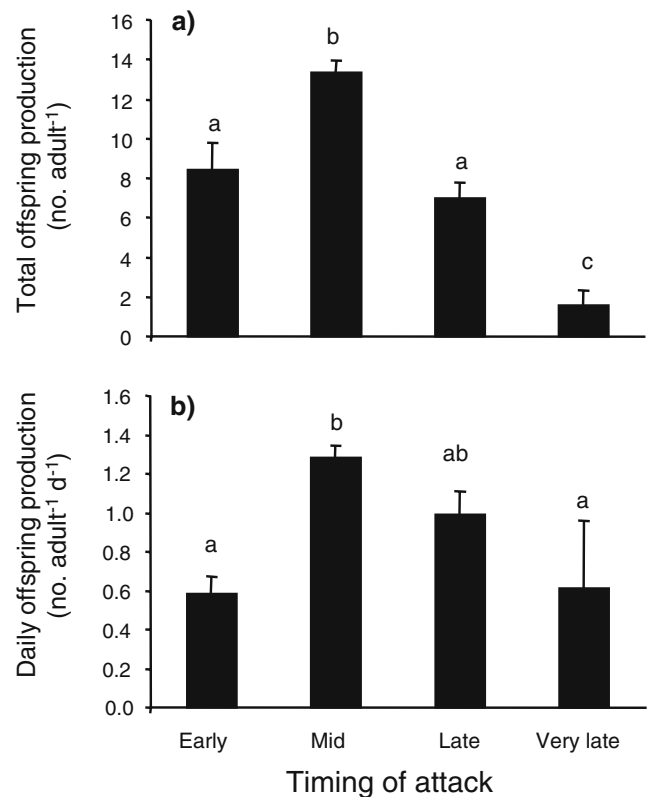 a)
Total offspring production
(no. adult⁻¹)
16
14
12
10
8
6
4
2
0
a
b
a
c
b)
Daily offspring production
(no. adult⁻¹ d⁻¹)
1.6
1.4
1.2
1.0
0.8
0.6
0.4
0.2
0.0
a
b
ab
a
Early Mid Late Very late
Timing of attack